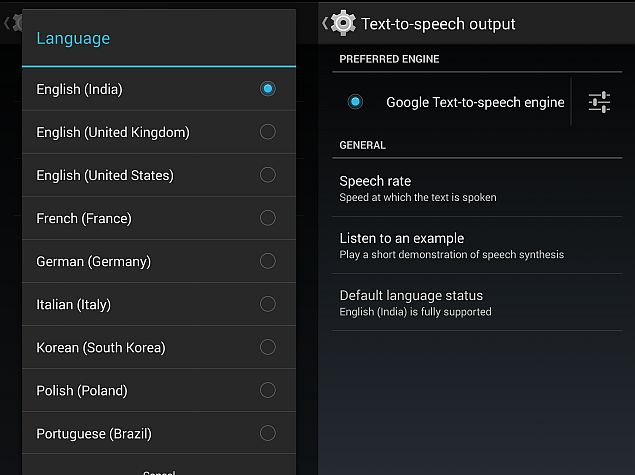 Language
English (India)
English (United Kingdom)
English (United States)
French (France)
German (Germany)
Italian (Italy)
Korean (South Korea)
Polish (Poland)
Portuguese (Brazil)
Cancel
Text-to-speech output
PREFERRED ENGINE
Google Text-to-speech engine
GENERAL
Speech rate
Speed at which the text is spoken
Listen to an example
Play a short demonstration of speech synthesis
Default language status
English (India) is fully supported